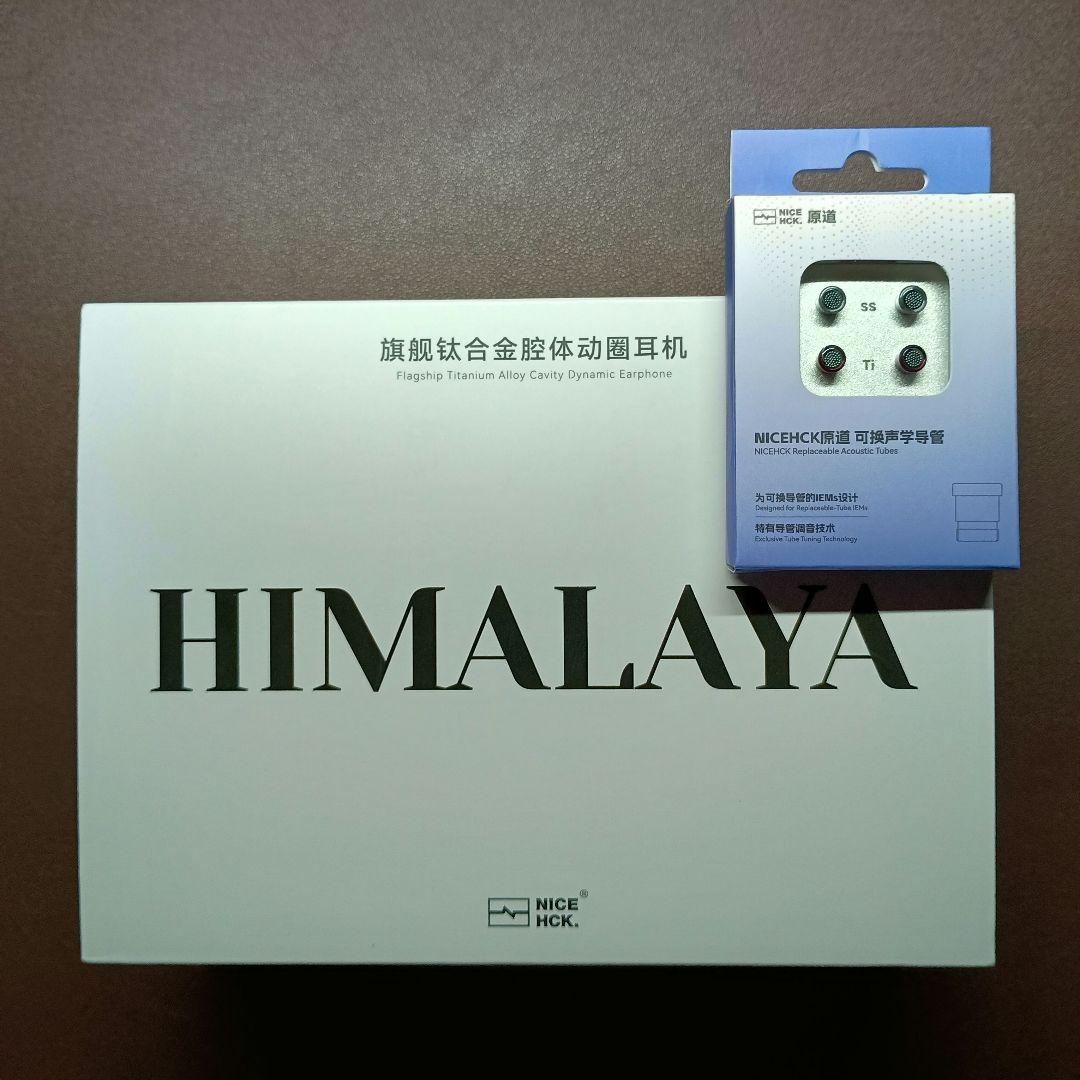 旗舰钛合金腔体动圈耳机
Flagship Titanium Alloy Cavity Dynamic Earphone
HIMALAYA
NICE
HCK.®
NICE
HCK. 原道
SS
Ti
NICEHCK原道 可换声学导管
NICEHCK Replaceable Acoustic Tubes
为可换导管的IEMs设计
Designed for Replaceable-Tube IEMs
特有导管调音技术
Exclusive Tube Tuning Technology